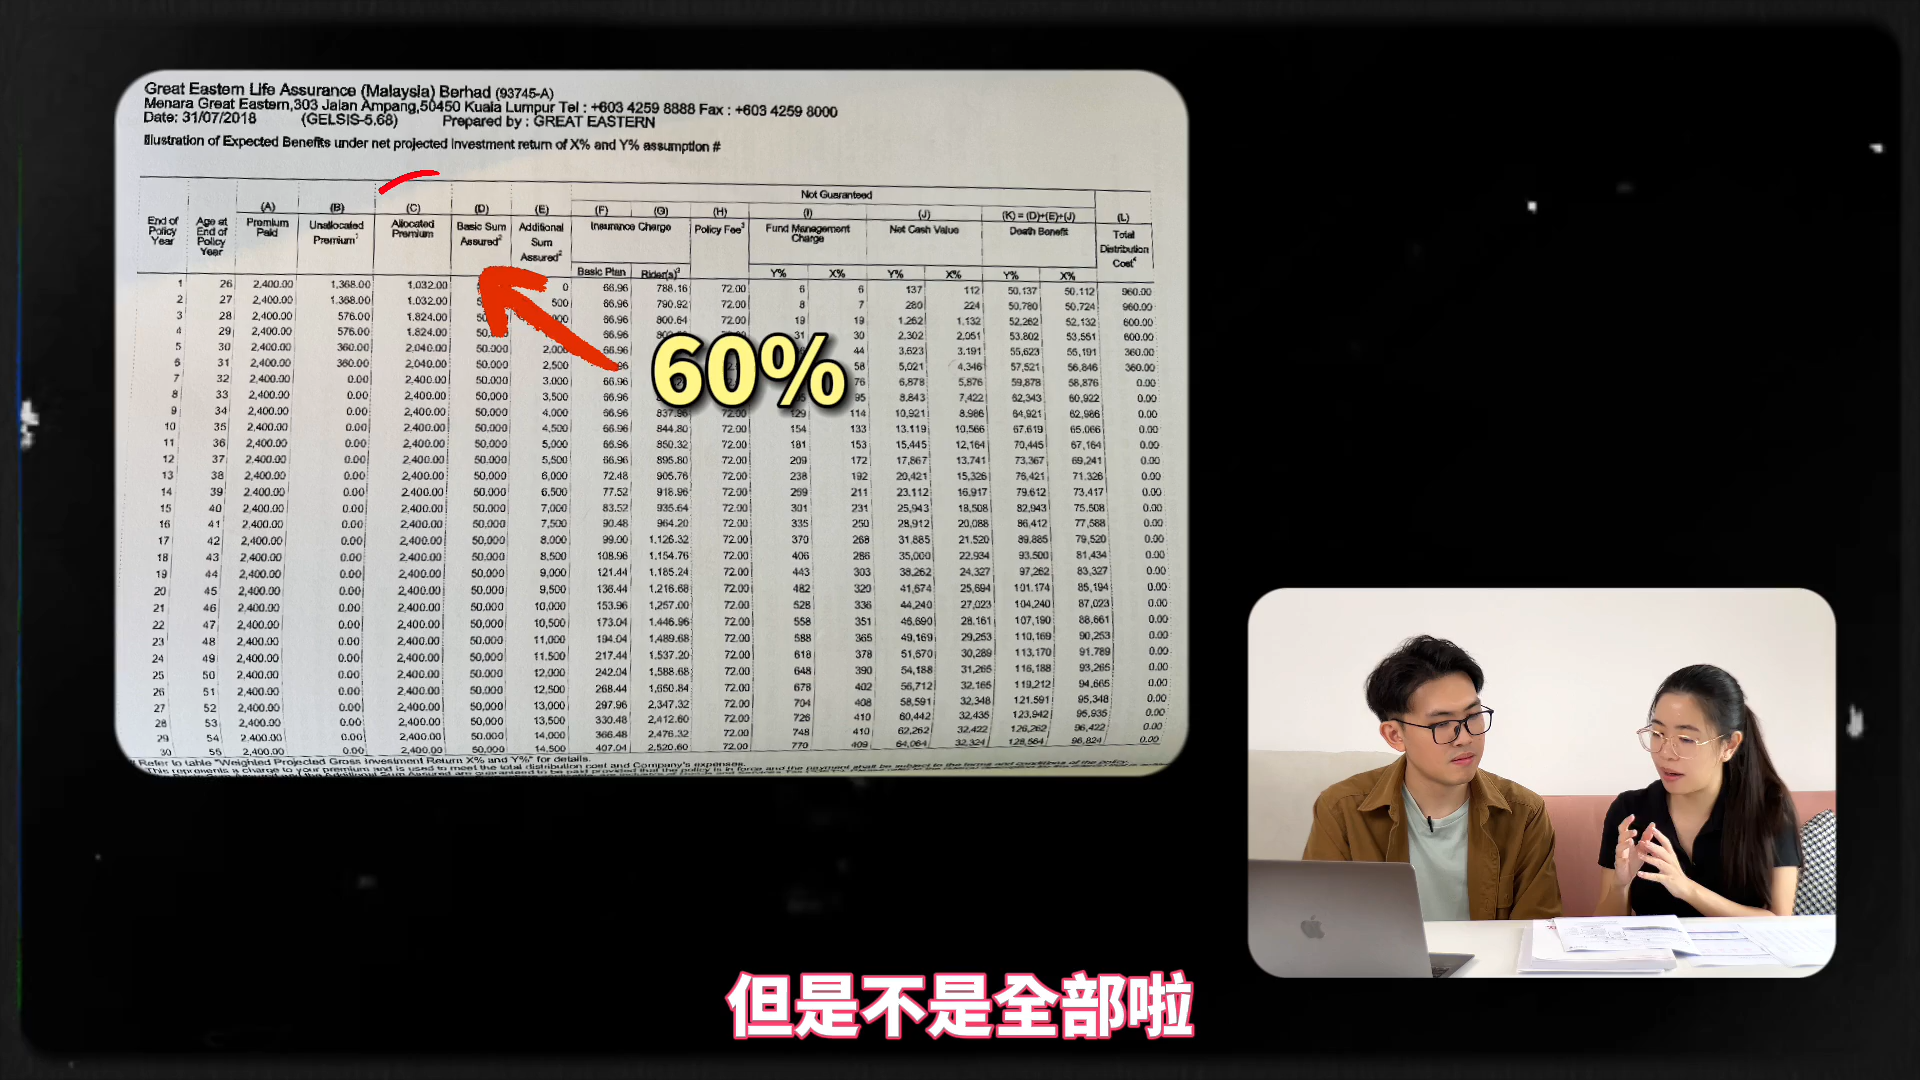 Great Eastern Life Assurance (Malaysia) Berhad (93745-A)
Menara Great Eastern,303 Jalan Ampang,50450 Kuala Lumpur Tel : +603 4259 8888 Fax : +603 4259 8000
Date: 31/07/2018 (GELSIS-5.68) Prepared by : GREAT EASTERN
Illustration of Expected Benefits under net projected investment return of X% and Y% assumption #
Not Guaranteed
(A) (B) (C) (D) (E) (F) (G) (H) (I) (J) (K) = (D)+(E)+(J) (L)
End of Policy Year Age at End of Policy Year Premium Paid Unallocated Premium1 Allocated Premium Basic Sum Assured2 Additional Sum Assured2 Insurance Charge Policy Fee3 Fund Management Charge Net Cash Value Death Benefit Total Distribution Cost4
Basic Plan Rider(s)3 Y% X% Y% X% Y% X%
1 26 2,400.00 1,368.00 1,032.00 0 66.96 788.16 72.00 6 6 137 112 50,137 50,112 960.00
2 27 2,400.00 1,368.00 1,032.00 500 66.96 790.92 72.00 8 7 280 224 50,780 50,724 960.00
3 28 2,400.00 576.00 1,824.00 66.96 800.64 72.00 19 19 1,262 1,132 52,262 52,132 600.00
4 29 2,400.00 576.00 1,824.00 66.96 31 30 2,302 2,051 53,802 53,551 600.00
5 30 2,400.00 360.00 2,040.00 50,000 2,000 66.96 44 3,623 3,191 55,623 55,191 360.00
6 31 2,400.00 360.00 2,040.00 50,000 2,500 58 5,021 4,346 57,521 56,846 360.00
7 32 2,400.00 0.00 2,400.00 50,000 3,000 66.96 76 6,878 5,876 59,878 58,876 0.00
8 33 2,400.00 0.00 2,400.00 50,000 3,500 66.96 95 8,843 7,422 62,343 60,922 0.00
9 34 2,400.00 0.00 2,400.00 50,000 4,000 66.96 837.96 72.00 129 114 10,921 8,986 64,921 62,986 0.00
10 35 2,400.00 0.00 2,400.00 50,000 4,500 66.96 844.80 72.00 154 133 13,119 10,566 67,619 65,066 0.00
11 36 2,400.00 0.00 2,400.00 50,000 5,000 66.96 850.32 72.00 181 153 15,445 12,164 70,445 67,164 0.00
12 37 2,400.00 0.00 2,400.00 50,000 5,500 66.96 895.80 72.00 209 172 17,867 13,741 73,367 69,241 0.00
13 38 2,400.00 0.00 2,400.00 50,000 6,000 72.48 905.76 72.00 238 192 20,421 15,326 76,421 71,326 0.00
14 39 2,400.00 0.00 2,400.00 50,000 6,500 77.52 918.96 72.00 269 211 23,112 16,917 79,612 73,417 0.00
15 40 2,400.00 0.00 2,400.00 50,000 7,000 83.52 935.64 72.00 301 231 25,943 18,508 82,943 75,508 0.00
16 41 2,400.00 0.00 2,400.00 50,000 7,500 90.48 964.20 72.00 335 250 28,912 20,088 86,412 77,588 0.00
17 42 2,400.00 0.00 2,400.00 50,000 8,000 99.00 1,126.32 72.00 370 268 31,885 21,520 89,885 79,520 0.00
18 43 2,400.00 0.00 2,400.00 50,000 8,500 108.96 1,154.76 72.00 406 286 35,000 22,934 93,500 81,434 0.00
19 44 2,400.00 0.00 2,400.00 50,000 9,000 121.44 1,185.24 72.00 443 303 38,262 24,327 97,262 83,327 0.00
20 45 2,400.00 0.00 2,400.00 50,000 9,500 136.44 1,216.68 72.00 482 320 41,674 25,694 101,174 85,194 0.00
21 46 2,400.00 0.00 2,400.00 50,000 10,000 153.96 1,257.00 72.00 528 336 44,240 27,023 104,240 87,023 0.00
22 47 2,400.00 0.00 2,400.00 50,000 10,500 173.04 1,446.96 72.00 558 351 46,690 28,161 107,190 88,661 0.00
23 48 2,400.00 0.00 2,400.00 50,000 11,000 194.04 1,489.68 72.00 588 365 49,169 29,253 110,169 90,253 0.00
24 49 2,400.00 0.00 2,400.00 50,000 11,500 217.44 1,537.20 72.00 618 378 51,670 30,289 113,170 91,789 0.00
25 50 2,400.00 0.00 2,400.00 50,000 12,000 242.04 1,588.68 72.00 648 390 54,188 31,265 116,188 93,265 0.00
26 51 2,400.00 0.00 2,400.00 50,000 12,500 268.44 1,650.84 72.00 678 402 56,712 32,165 119,212 94,665 0.00
27 52 2,400.00 0.00 2,400.00 50,000 13,000 297.96 2,347.32 72.00 704 408 58,591 32,348 121,591 95,348 0.00
28 53 2,400.00 0.00 2,400.00 50,000 13,500 330.48 2,412.60 72.00 726 410 60,442 32,435 123,942 95,935 0.00
29 54 2,400.00 0.00 2,400.00 50,000 14,000 366.48 2,476.32 72.00 748 410 62,262 32,422 126,262 96,422 0.00
30 55 2,400.00 0.00 2,400.00 50,000 14,500 407.04 2,520.60 72.00 770 409 64,064 32,324 128,564 96,824 0.00
Refer to table "Weighted Projected Gross Investment Return X% and Y%" for details.
This represents a charge to your premium and is used to meet the total distribution cost and Company's expenses.
60%
但是不是全部啦